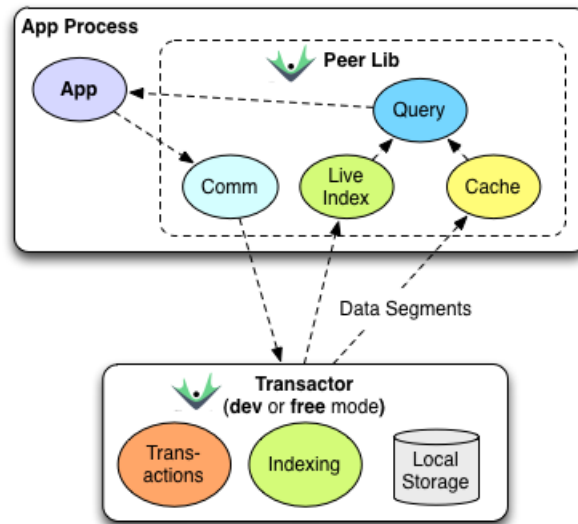 App Process
Peer Lib
App
Query
Comm
Live
Index
Cache
Data Segments
Transactor
(dev or free mode)
Trans-
actions
Indexing
Local
Storage